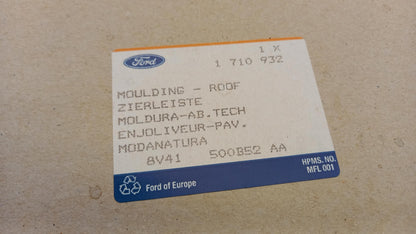 Ford
1 X
1 710 932
MOULDING - ROOF
ZIERLEISTE
MOLDURA-AB.TECH
ENJOLIVEUR-PAV.
MODANATURA
8V41 500B52 AA
Ford of Europe
HPMS. NO.
MFL 001